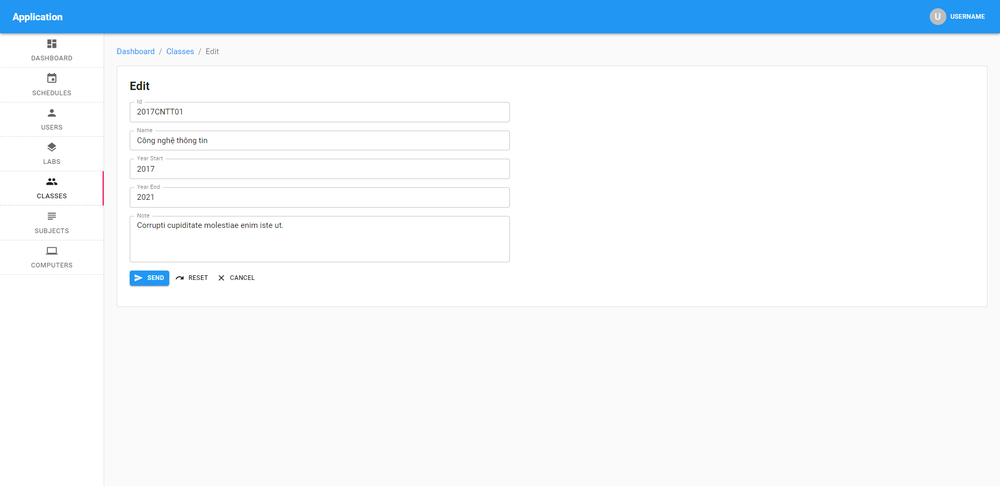 Application
U USERNAME
DASHBOARD
SCHEDULES
USERS
LABS
CLASSES
SUBJECTS
COMPUTERS
Dashboard / Classes / Edit
Edit
Id
2017CNTT01
Name
Công nghệ thông tin
Year Start
2017
Year End
2021
Note
Corrupti cupiditate molestiae enim iste ut.
SEND RESET CANCEL